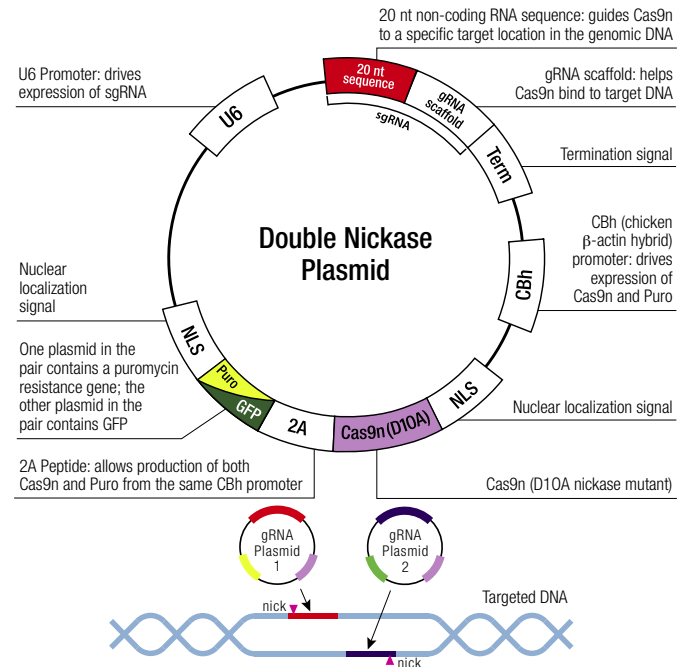 20 nt non-coding RNA sequence: guides Cas9n
to a specific target location in the genomic DNA
U6 Promoter: drives
expression of sgRNA
gRNA scaffold: helps
Cas9n bind to target DNA
20 nt
sequence
gRNA
scaffold
sgRNA
U6
Term
Termination signal
Double Nickase
Plasmid
CBh (chicken
β-actin hybrid)
promoter: drives
expression of
Cas9n and Puro
CBh
Nuclear
localization
signal
NLS
One plasmid in the
pair contains a puromycin
resistance gene; the
other plasmid in the
pair contains GFP
Puro
GFP
2A
Cas9n (D10A)
NLS
Nuclear localization signal
2A Peptide: allows production of both
Cas9n and Puro from the same CBh promoter
Cas9n (D10A nickase mutant)
gRNA
Plasmid
1
gRNA
Plasmid
2
Targeted DNA
nick
nick